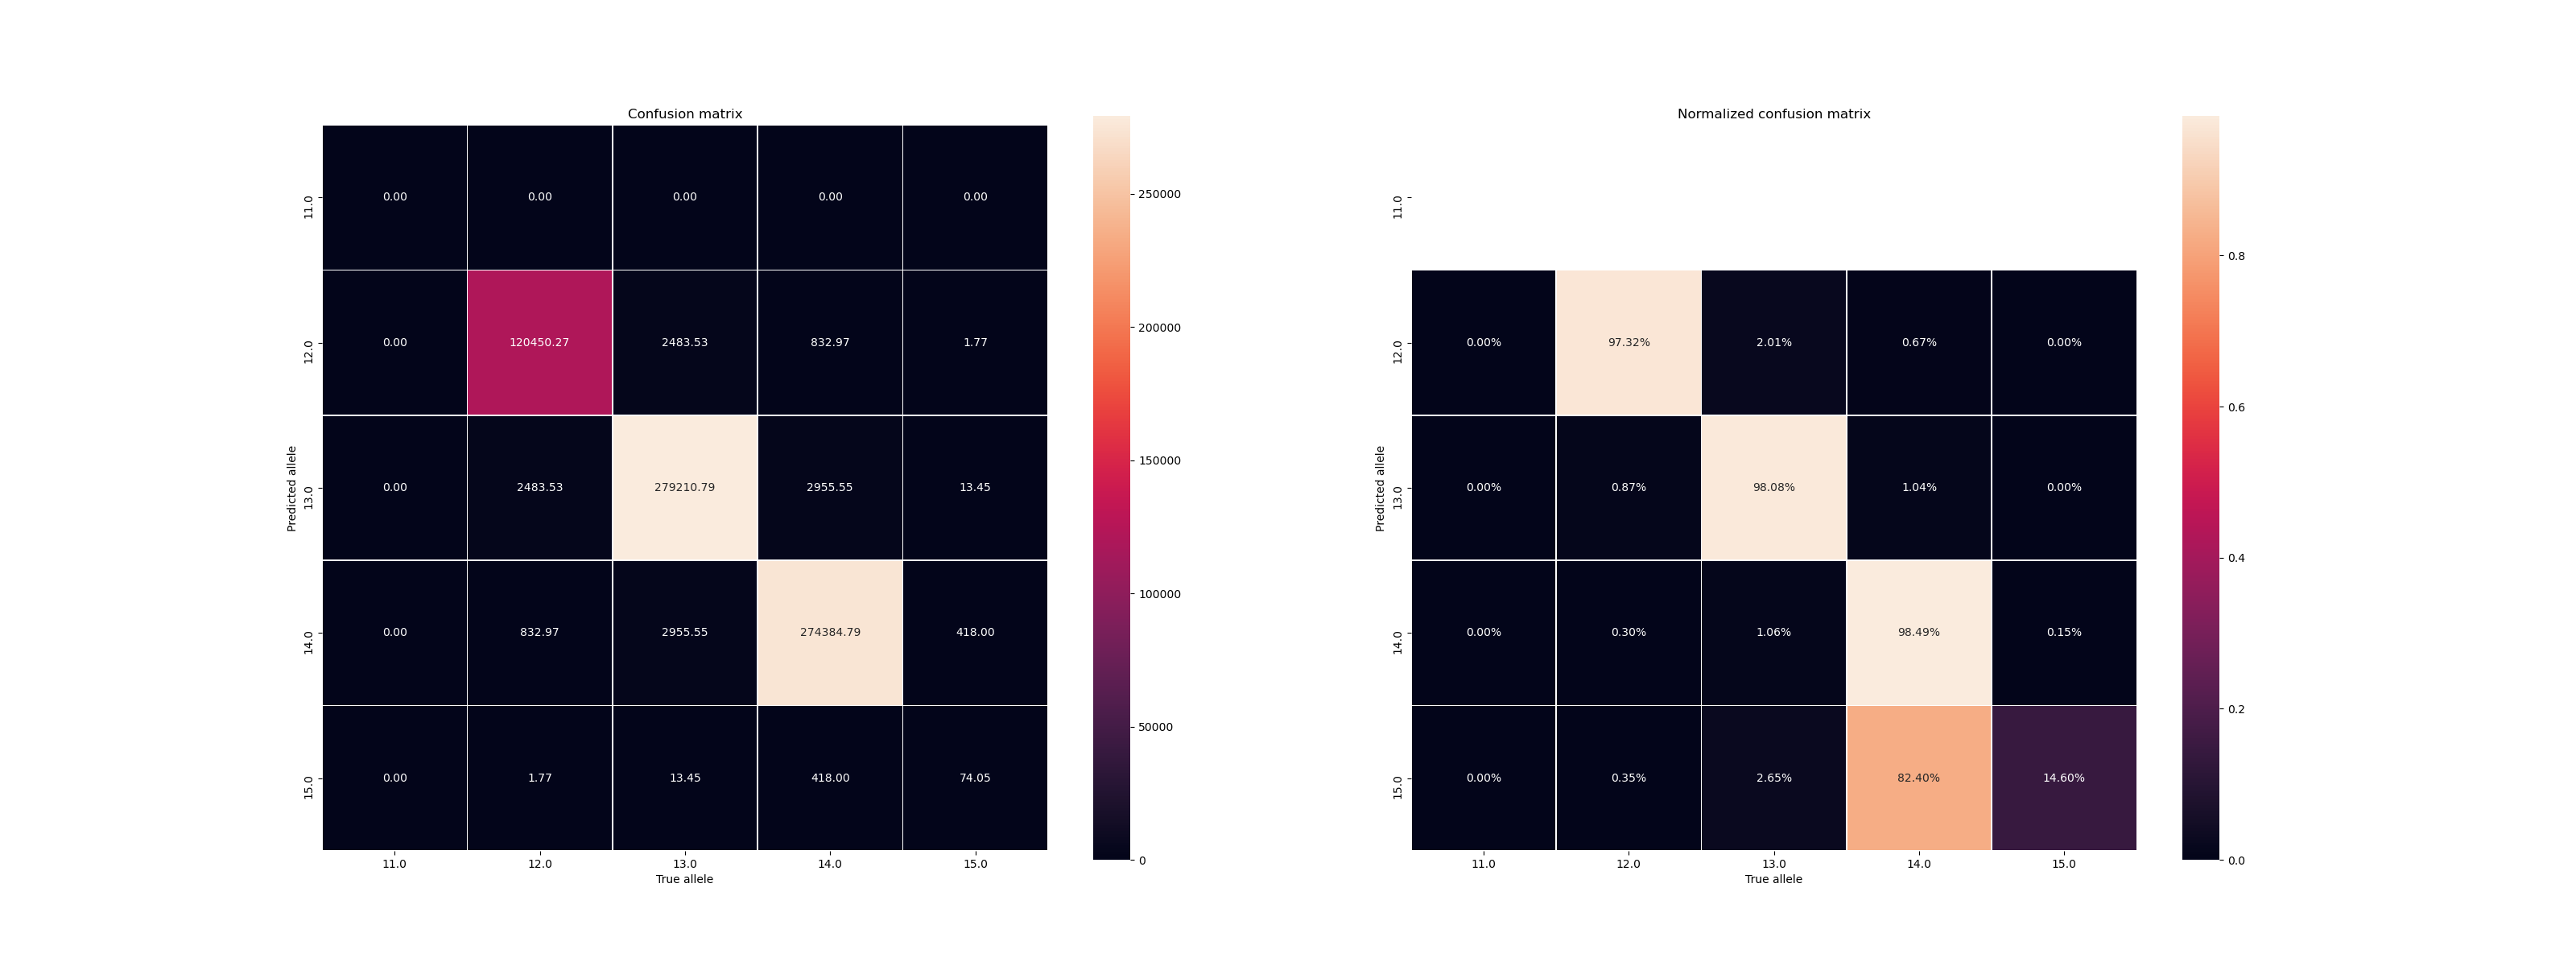 Confusion matrix
11.0 0.00 0.00 0.00 0.00 0.00
12.0 0.00 120450.27 2483.53 832.97 1.77
13.0 0.00 2483.53 279210.79 2955.55 13.45
14.0 0.00 832.97 2955.55 274384.79 418.00
15.0 0.00 1.77 13.45 418.00 74.05
Predicted allele
11.0 12.0 13.0 14.0 15.0
True allele
250000
200000
150000
100000
50000
0
Normalized confusion matrix
11.0
12.0 0.00% 97.32% 2.01% 0.67% 0.00%
13.0 0.00% 0.87% 98.08% 1.04% 0.00%
14.0 0.00% 0.30% 1.06% 98.49% 0.15%
15.0 0.00% 0.35% 2.65% 82.40% 14.60%
Predicted allele
11.0 12.0 13.0 14.0 15.0
True allele
0.8
0.6
0.4
0.2
0.0